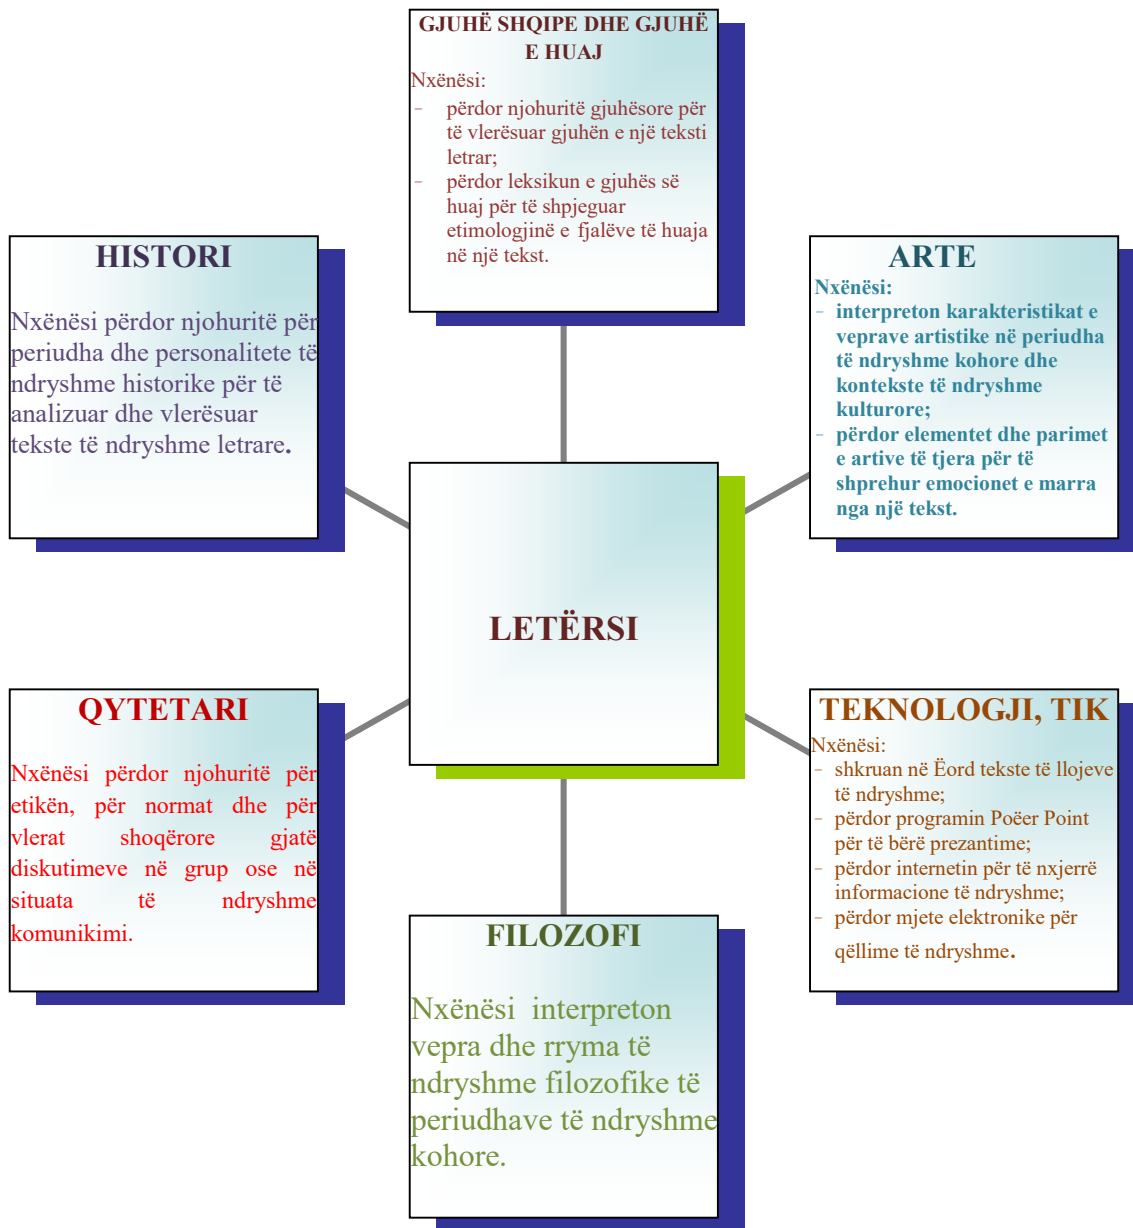 GJUHË SHQIPE DHE GJUHË
E HUAJ
Nxënësi:
- përdor njohuritë gjuhësore për
të vlerësuar gjuhën e një teksti
letrar;
- përdor leksikun e gjuhës së
huaj për të shpjeguar
etimologjinë e fjalëve të huaja
në një tekst.
HISTORI
Nxënësi përdor njohuritë për
periudha dhe personalitete të
ndryshme historike për të
analizuar dhe vlerësuar
tekste të ndryshme letrare.
ARTE
Nxënësi:
- interpreton karakteristikat e
veprave artistike në periudha
të ndryshme kohore dhe
kontekste të ndryshme
kulturore;
- përdor elementet dhe parimet
e artive të tjera për të
shprehur emocionet e marra
nga një tekst.
LETËRSI
QYTETARI
Nxënësi përdor njohuritë për
etikën, për normat dhe për
vlerat shoqërore gjatë
diskutimeve në grup ose në
situata të ndryshme
komunikimi.
TEKNOLOGJI, TIK
Nxënësi:
- shkruan në Ëord tekste të llojeve
të ndryshme;
- përdor programin Poëer Point
për të bërë prezantime;
- përdor internetin për të nxjerrë
informacione të ndryshme;
- përdor mjete elektronike për
qëllime të ndryshme.
FILOZOFI
Nxënësi interpreton
vepra dhe rryma të
ndryshme filozofike të
periudhave të ndryshme
kohore.